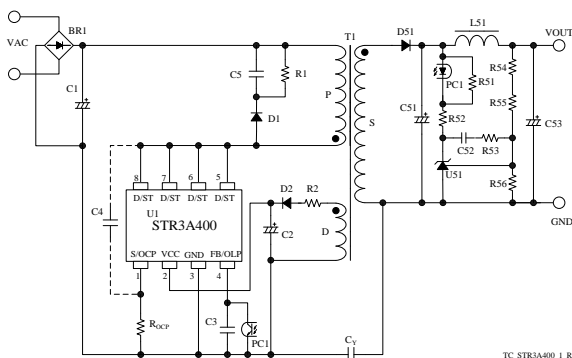 T1
D51
L51
VOUT
BR1
VAC
C5
R1
R54
PC1
R51
C1
P
R55
D1
S
C51
R52
C53
C52
R53
U51
R56
8 7 6 5
D/ST D/ST D/ST D/ST
D2
R2
C4
U1
STR3A400
C2
D
GND
S/OCP VCC GND FB/OLP
1 2 3 4
ROCP
C3
PC1
CY
TC_STR3A400_1_R